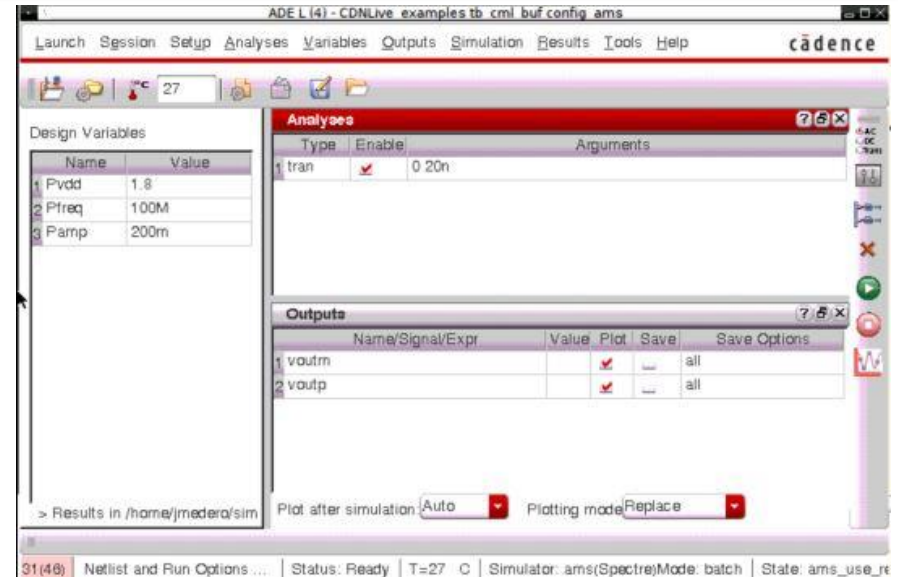 ADE L (4) - CDNLive examples tb cml buf config ams
Launch Session Setup Analyses Variables Outputs Simulation Results Tools Help cādence
°C 27
Design Variables
Name Value
1 Pvdd 1.8
2 Pfreq 100M
3 Pamp 200m
> Results in /home/jmedero/sim
Analyses
Type Enable Arguments
1 tran 0 20n
AC
DC
Trans
Outputs
Name/Signal/Expr Value Plot Save Save Options
1 voutm all
2 voutp all
Plot after simulation: Auto Plotting mode: Replace
31(46) Netlist and Run Options ... Status: Ready T=27 C Simulator: ams(Spectre) Mode: batch State: ams_use_re